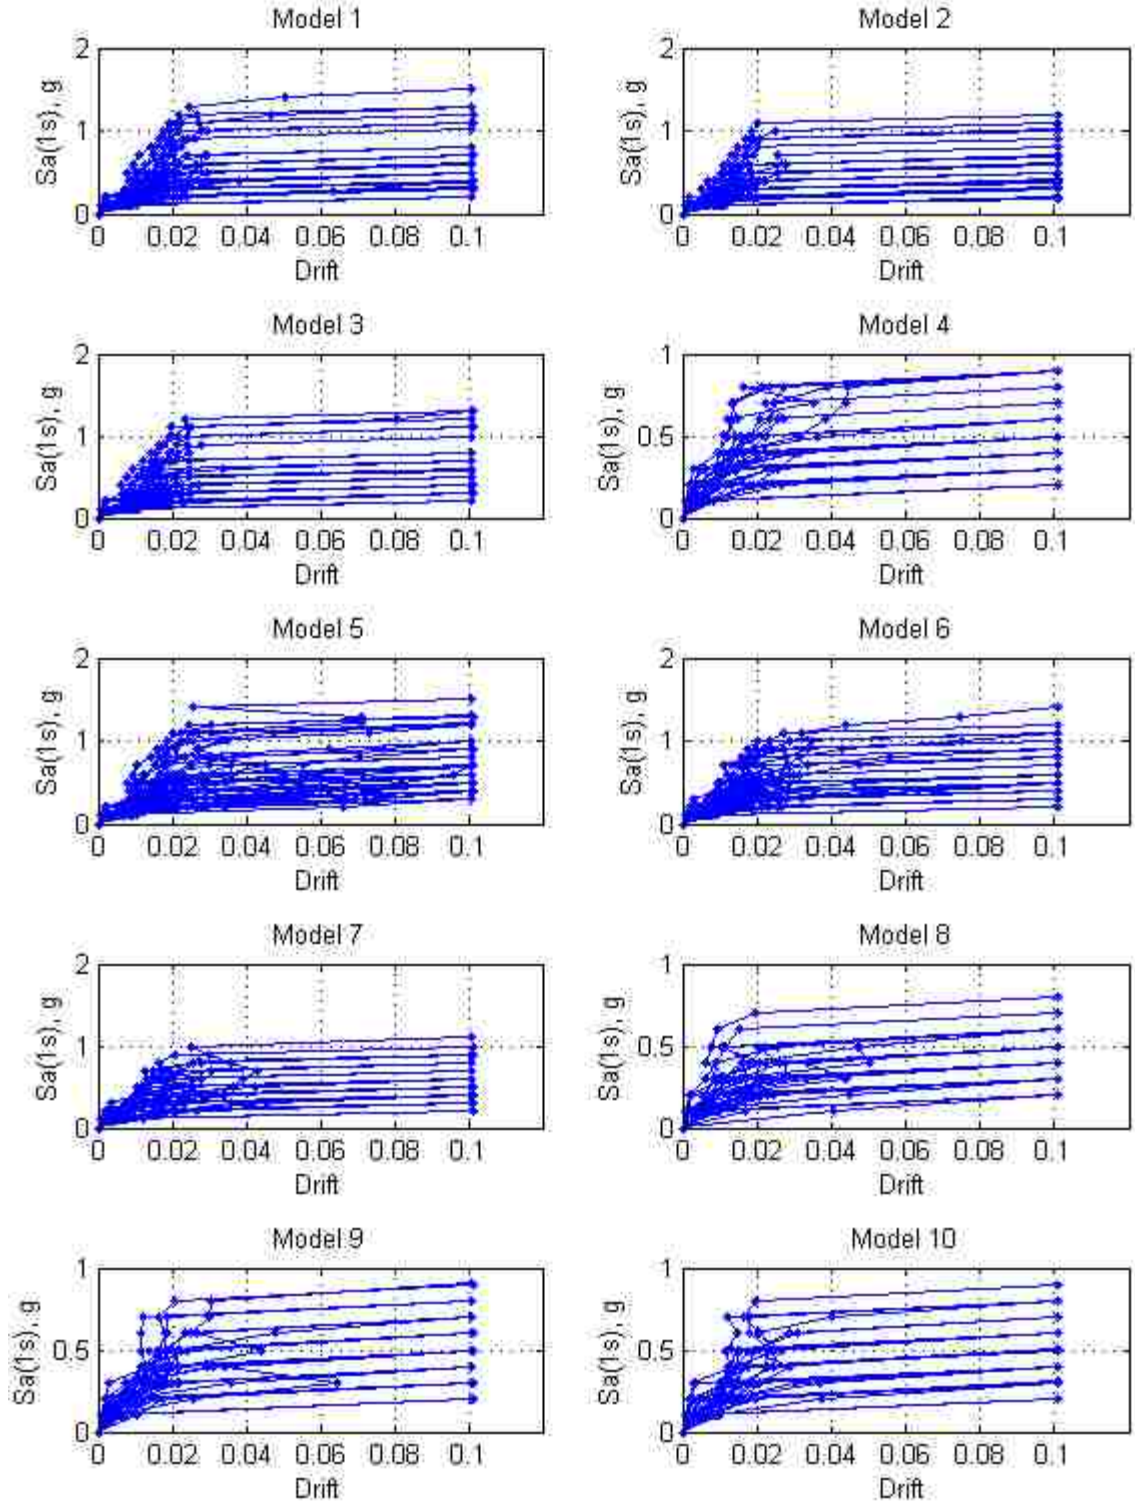 Model 1
2
1
0
Sa(1s), g
0 0.02 0.04 0.06 0.08 0.1
Drift
Model 2
2
1
0
Sa(1s), g
0 0.02 0.04 0.06 0.08 0.1
Drift
Model 3
2
1
0
Sa(1s), g
0 0.02 0.04 0.06 0.08 0.1
Drift
Model 4
1
0.5
0
Sa(1s), g
0 0.02 0.04 0.06 0.08 0.1
Drift
Model 5
2
1
0
Sa(1s), g
0 0.02 0.04 0.06 0.08 0.1
Drift
Model 6
2
1
0
Sa(1s), g
0 0.02 0.04 0.06 0.08 0.1
Drift
Model 7
2
1
0
Sa(1s), g
0 0.02 0.04 0.06 0.08 0.1
Drift
Model 8
1
0.5
0
Sa(1s), g
0 0.02 0.04 0.06 0.08 0.1
Drift
Model 9
1
0.5
0
Sa(1s), g
0 0.02 0.04 0.06 0.08 0.1
Drift
Model 10
1
0.5
0
Sa(1s), g
0 0.02 0.04 0.06 0.08 0.1
Drift